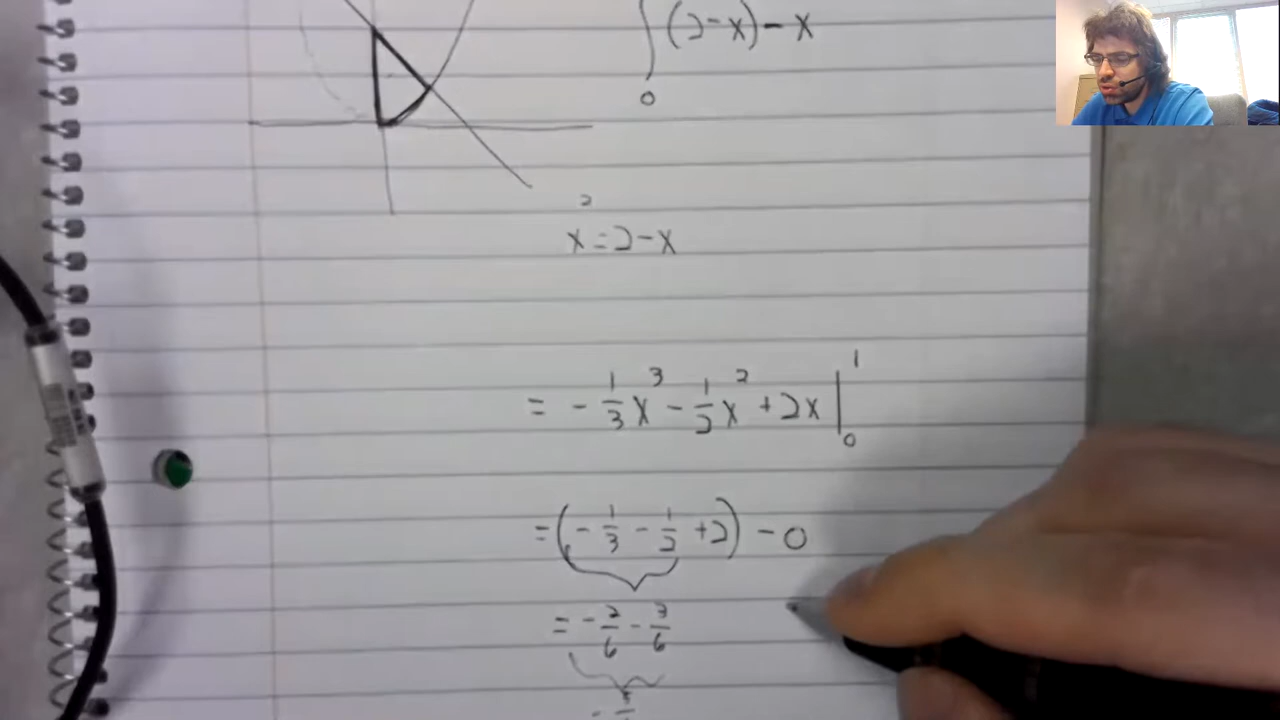 ∫₀ (2-x) - x
x² = 2-x
= -1/3 x³ - 1/2 x² + 2x |₀¹
= (-1/3 - 1/2 + 2) - 0
= -2/6 - 3/6